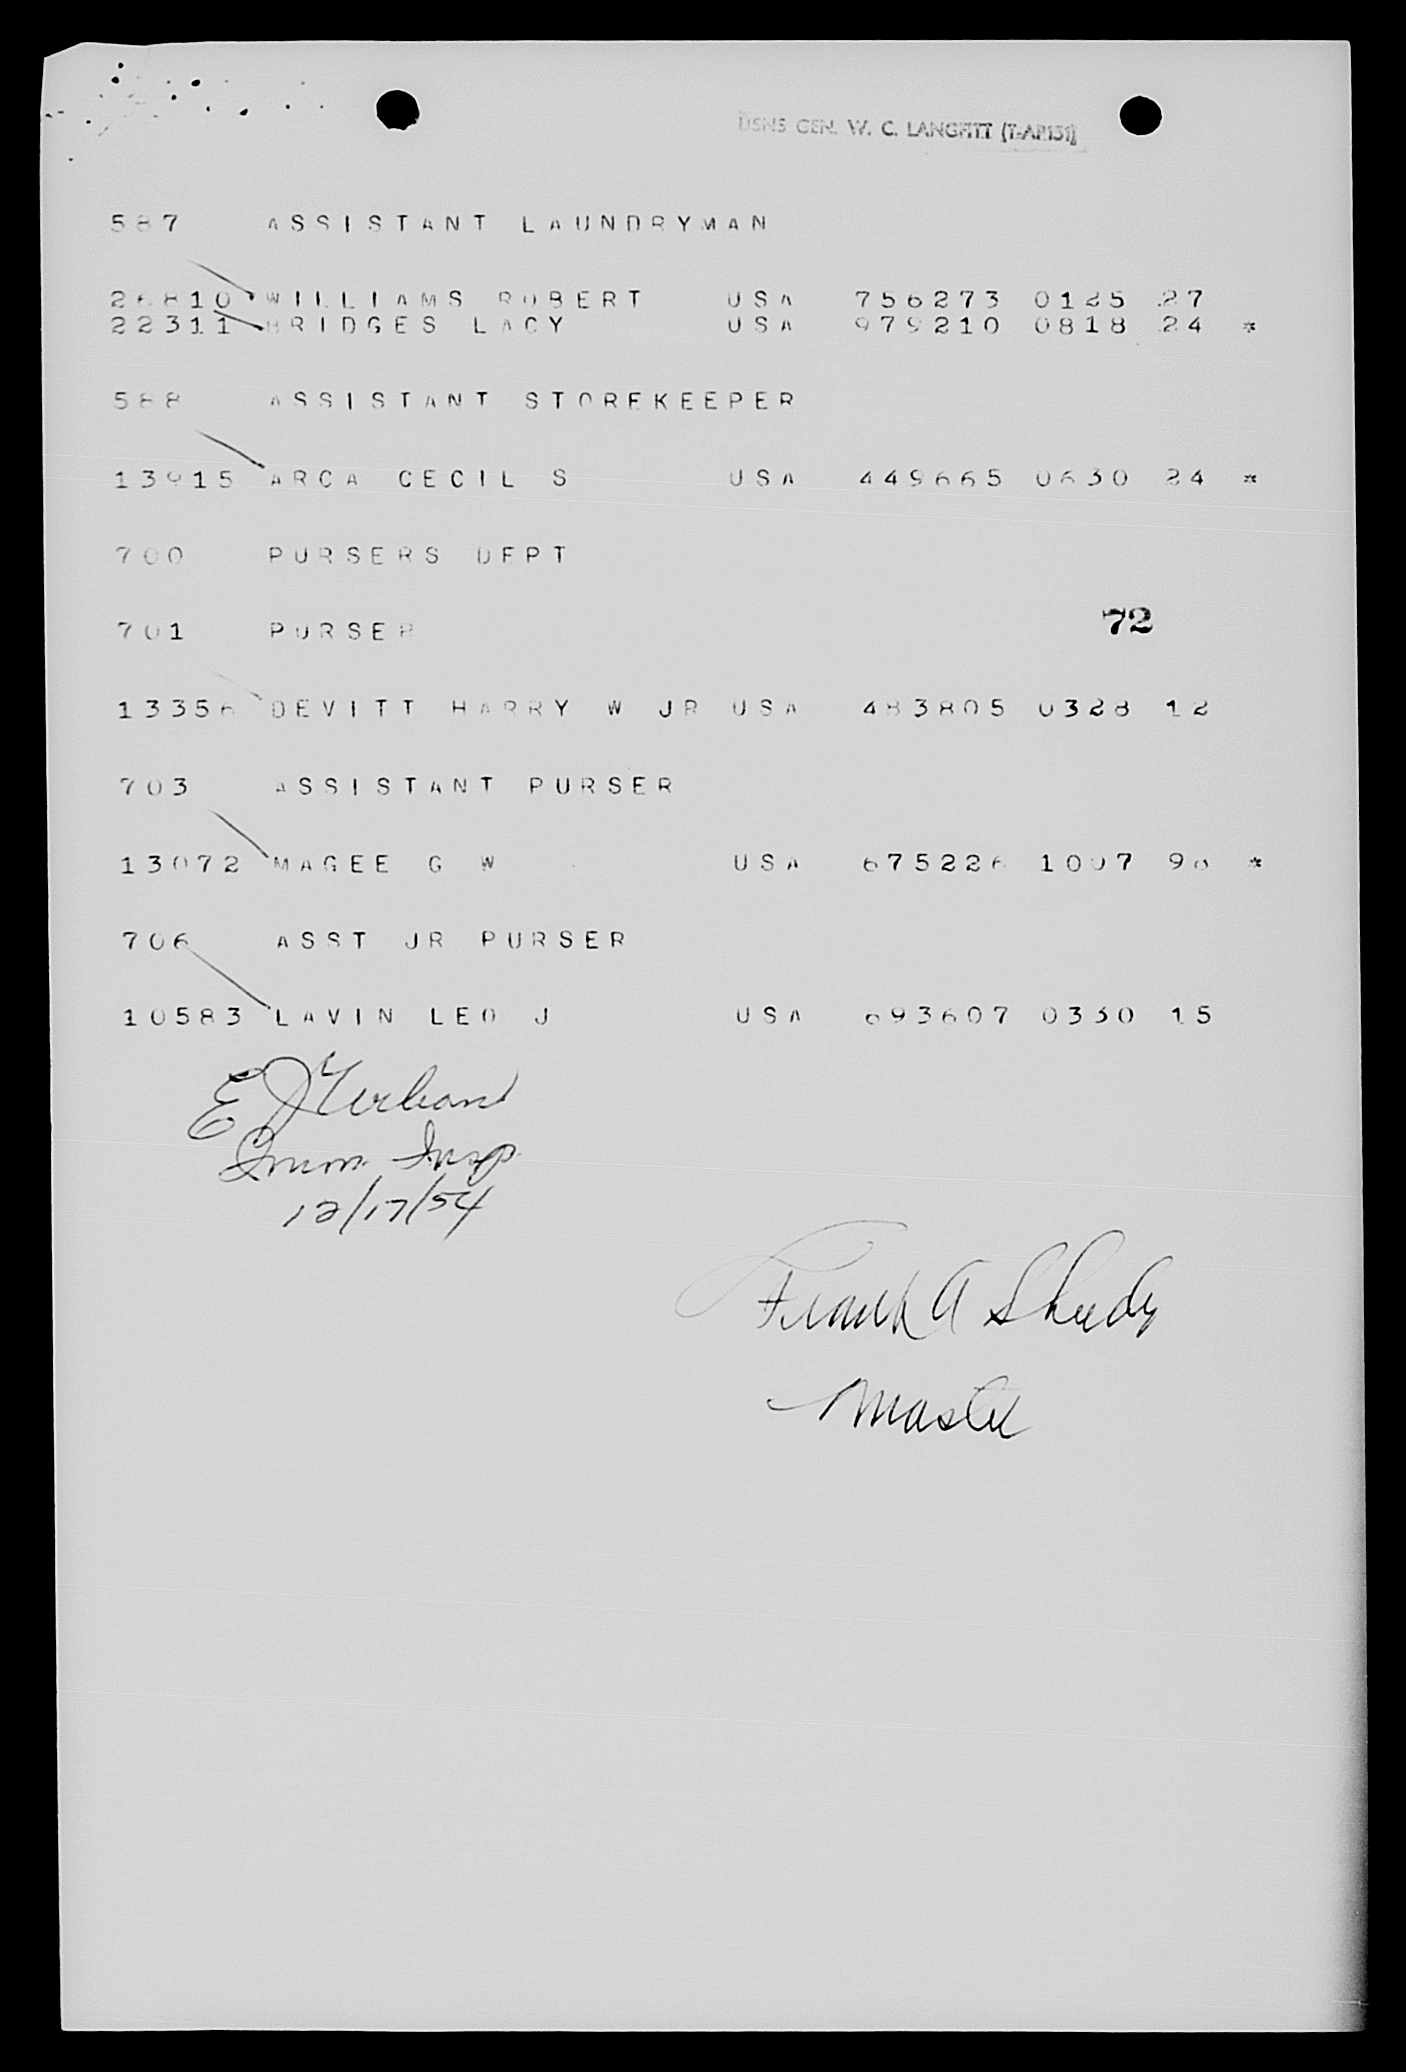 USNS GEN. W. C. LANGFITT (T-AP151)
587 ASSISTANT LAUNDRYMAN
26810 WILLIAMS ROBERT USA 756273 0125 27
22311 BRIDGES LACY USA 979210 0818 24 *
588 ASSISTANT STOREKEEPER
13915 ARCA CECIL S USA 449665 0630 24 *
700 PURSERS DEPT
701 PURSER
72
13356 DEVITT HARRY W JR USA 483805 0328 12
703 ASSISTANT PURSER
13072 MAGEE G W USA 675226 1007 96 *
706 ASST JR PURSER
10583 LAVIN LEO J USA 693607 0330 15
E J
Imm Insp
12/17/54
Frank A Sheedy
Master